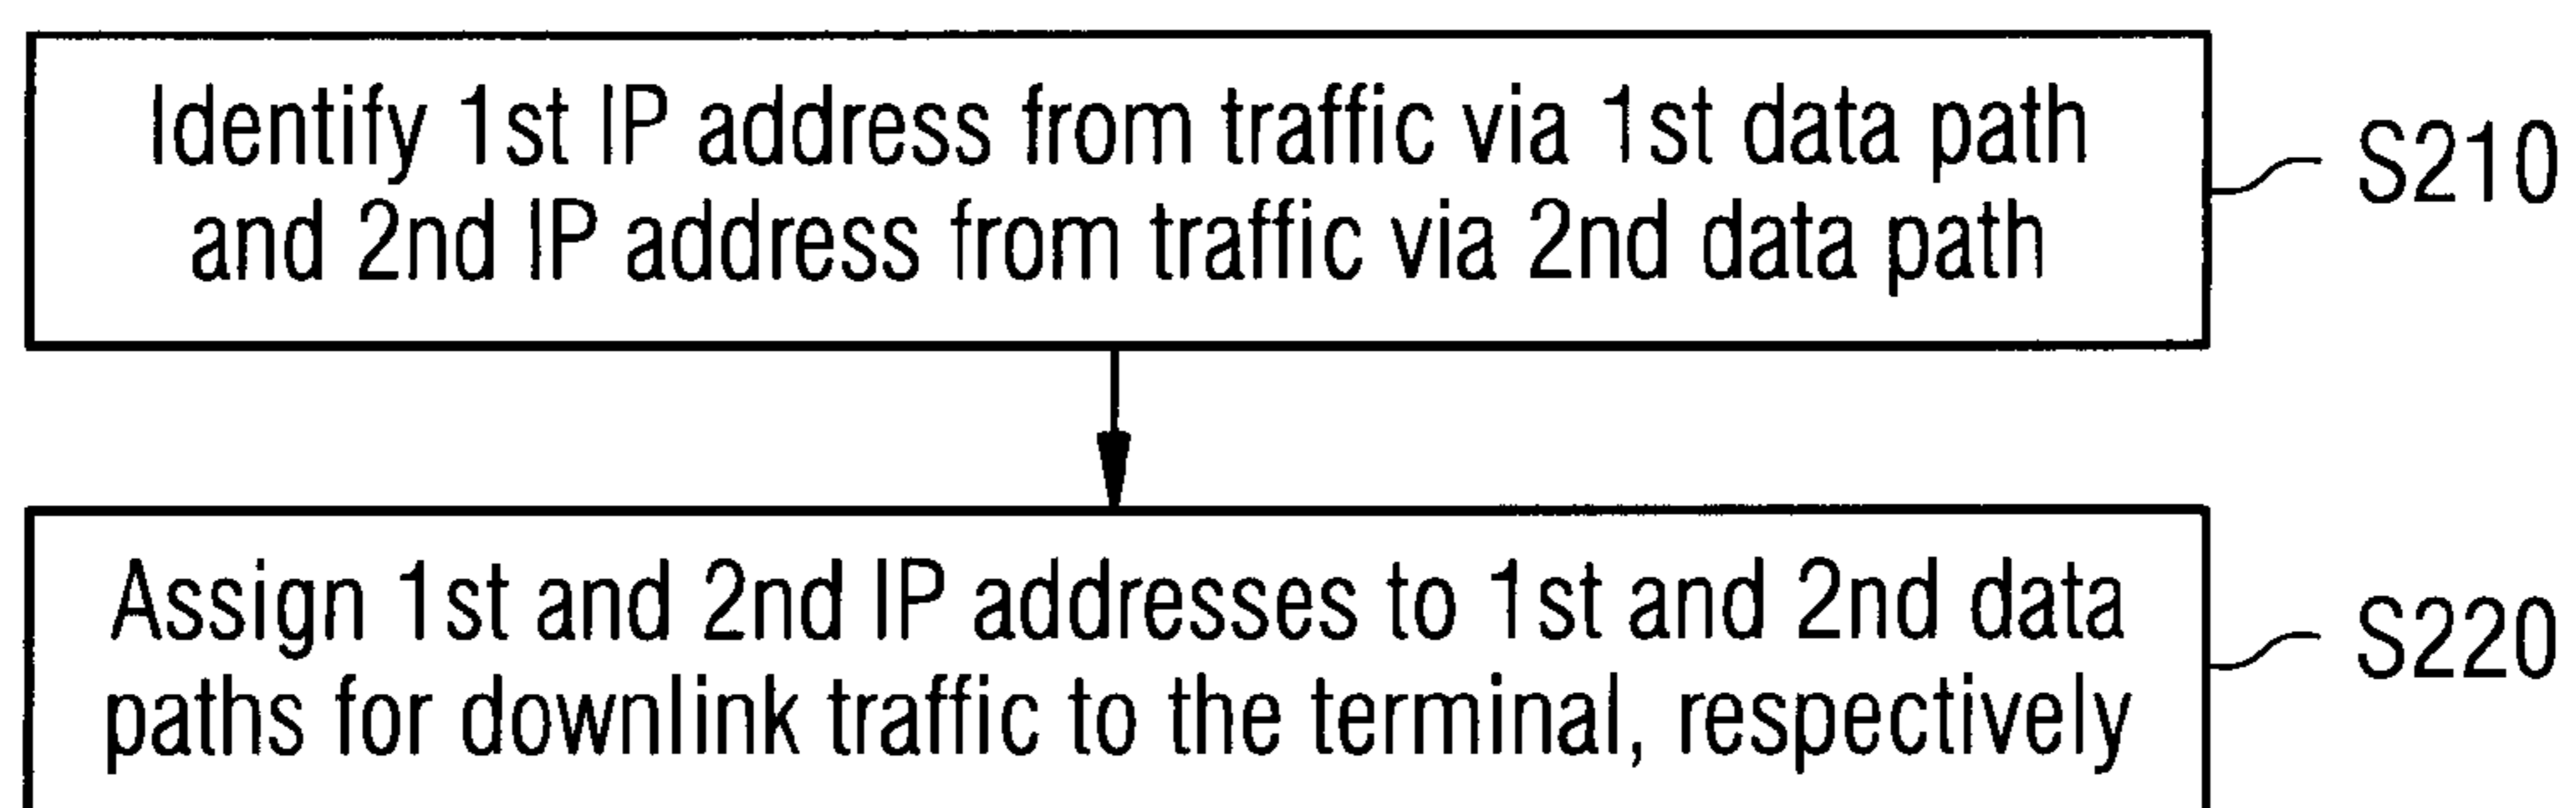 Identify 1st IP address from traffic via 1st data path
and 2nd IP address from traffic via 2nd data path
S210
Assign 1st and 2nd IP addresses to 1st and 2nd data
paths for downlink traffic to the terminal, respectively
S220